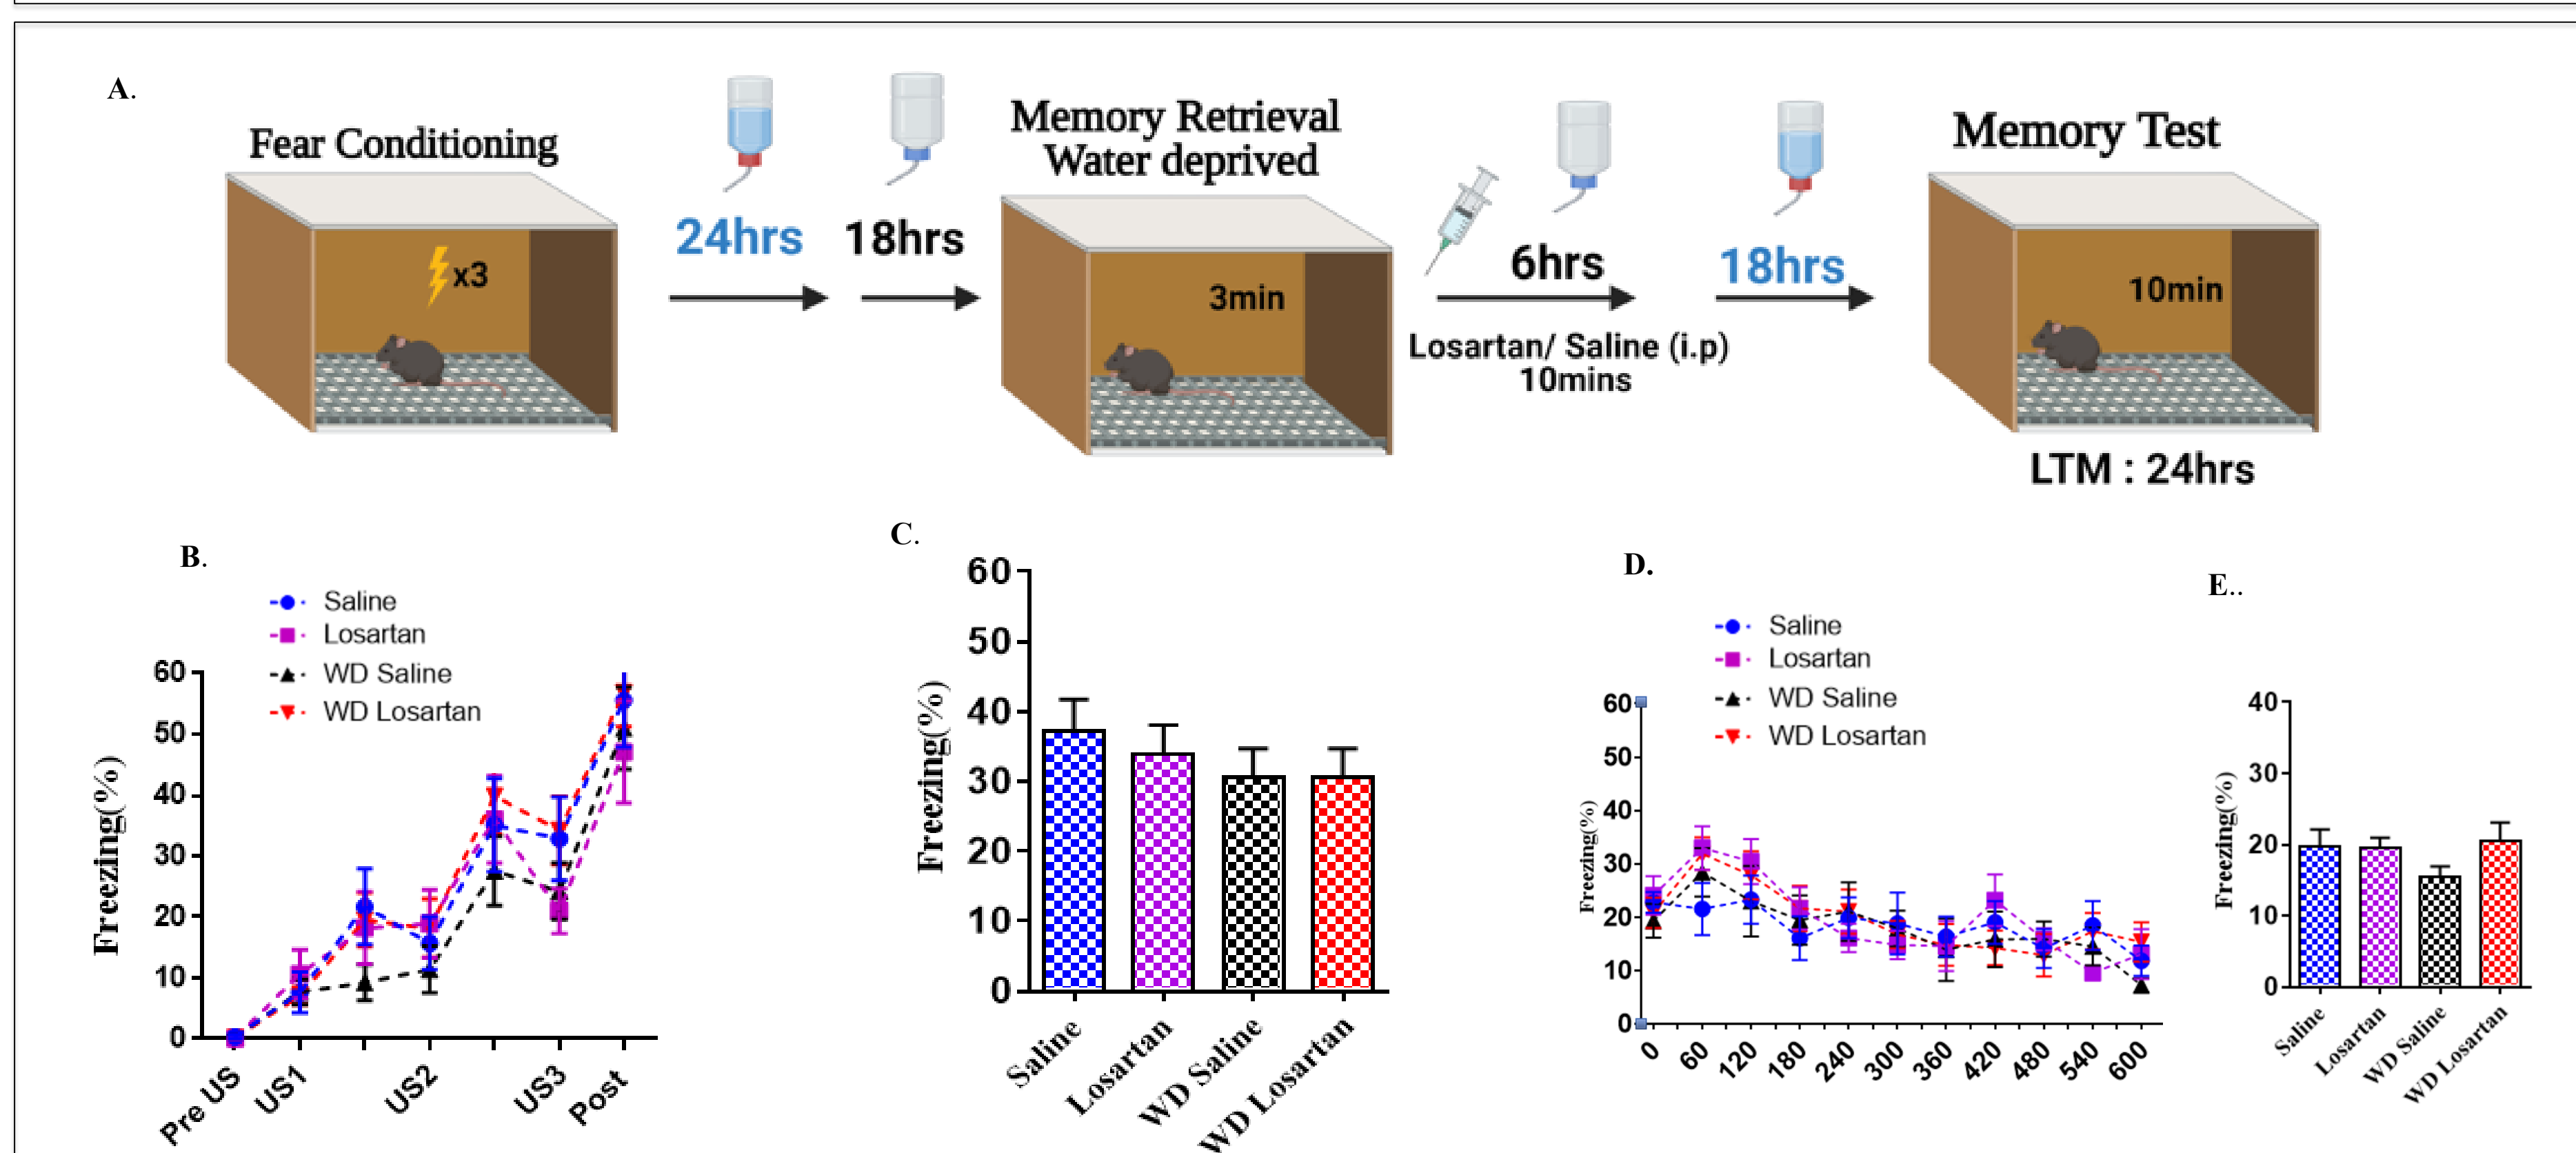 A.
Fear Conditioning
x3
24hrs
18hrs
Memory Retrieval
Water deprived
3min
6hrs
Losartan/ Saline (i.p)
10mins
18hrs
Memory Test
10min
LTM : 24hrs
B.
Saline
Losartan
WD Saline
WD Losartan
Freezing(%)
60
50
40
30
20
10
0
Pre US
US1
US2
US3
Post
C.
Freezing(%)
60
50
40
30
20
10
0
Saline
Losartan
WD Saline
WD Losartan
D.
Saline
Losartan
WD Saline
WD Losartan
Freezing(%)
60
50
40
30
20
10
0
0
60
120
180
240
300
360
420
480
540
600
E..
Freezing(%)
40
30
20
10
0
Saline
Losartan
WD Saline
WD Losartan